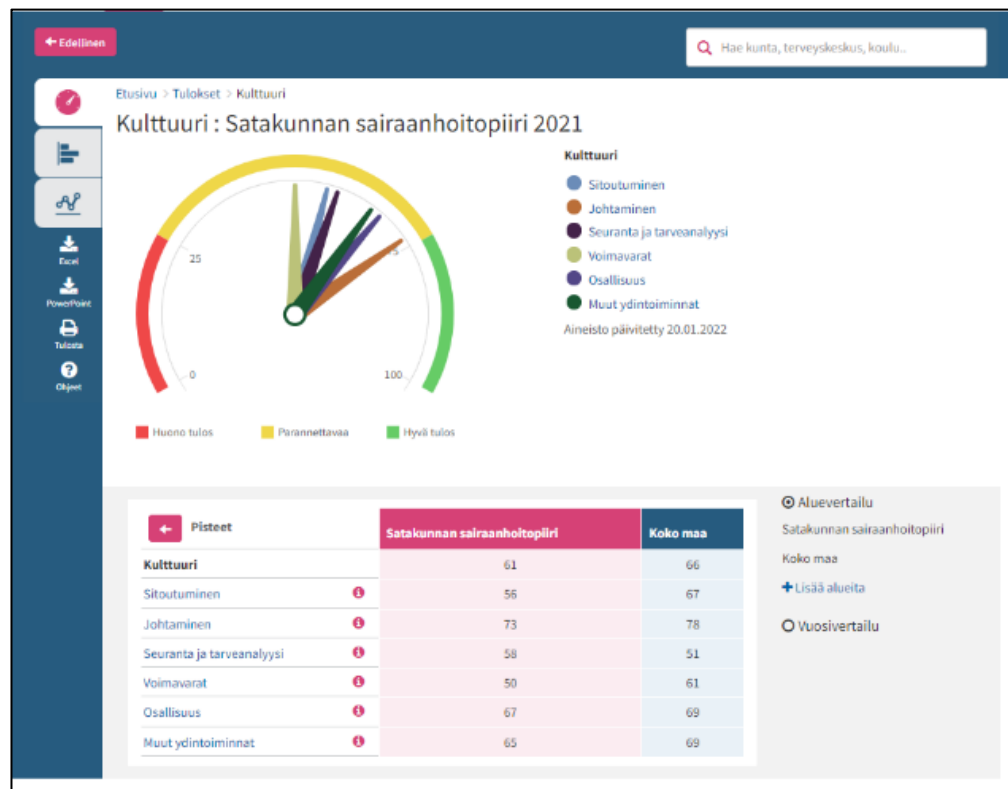 Edellinen
Hae kunta, terveyskeskus, koulu..
Etusivu > Tulokset > Kulttuuri
Kulttuuri : Satakunnan sairaanhoitopiiri 2021
Kulttuuri
Sitoutuminen
Johtaminen
Seuranta ja tarveanalyysi
Voimavarat
Osallisuus
Muut ydintoiminnat
Aineisto päivitetty 20.01.2022
Excel
PowerPoint
Tulosta
Ohjeet
25
75
0
100
Huono tulos Parannettavaa Hyvä tulos
Pisteet Satakunnan sairaanhoitopiiri Koko maa
Kulttuuri 61 66
Sitoutuminen 56 67
Johtaminen 73 78
Seuranta ja tarveanalyysi 58 51
Voimavarat 50 61
Osallisuus 67 69
Muut ydintoiminnat 65 69
Aluevertailu
Satakunnan sairaanhoitopiiri
Koko maa
+Lisää alueita
Vuosivertailu